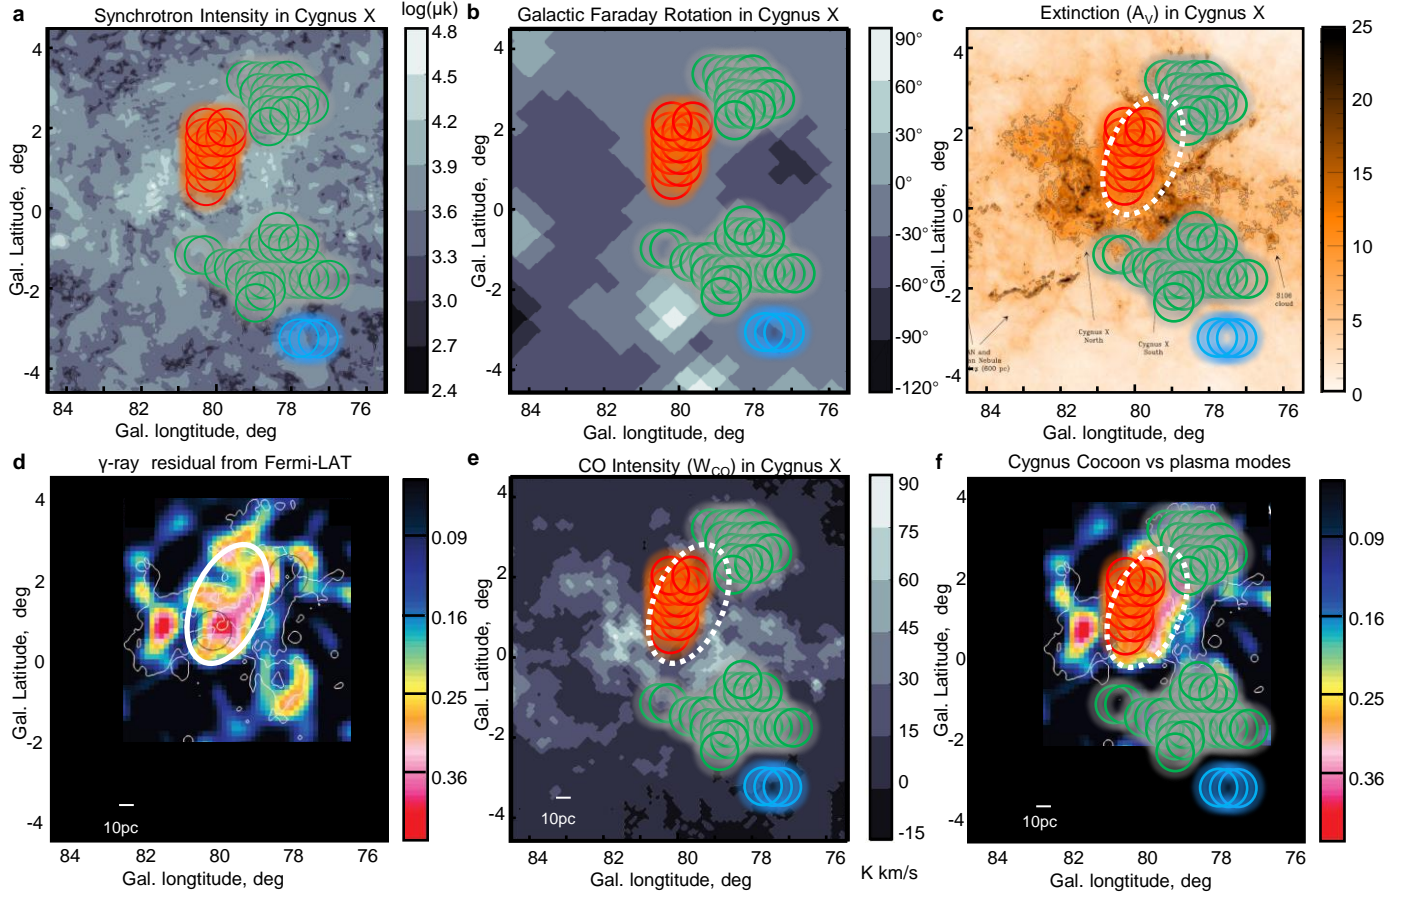 a Synchrotron Intensity in Cygnus X log(μk)
4
2
0
-2
-4
Gal. Latitude, deg
84 82 80 78 76
Gal. longtitude, deg
4.8
4.5
4.2
3.9
3.6
3.3
3.0
2.7
2.4
b Galactic Faraday Rotation in Cygnus X
4
2
0
-2
-4
Gal. Latitude, deg
84 82 80 78 76
Gal. longtitude, deg
90°
60°
30°
0°
-30°
-60°
-90°
-120°
c Extinction (AV) in Cygnus X
4
2
0
-2
-4
Gal. Latitude, deg
Cygnus X
North
Cygnus X
South
S106
cloud
AN and
an Nebula
(600 pc)
84 82 80 78 76
Gal. longtitude, deg
25
20
15
10
5
0
d γ-ray residual from Fermi-LAT
4
2
0
-2
-4
Gal. Latitude, deg
10pc
84 82 80 78 76
Gal. longtitude, deg
0.09
0.16
0.25
0.36
e CO Intensity (WCO) in Cygnus X
4
2
0
-2
-4
Gal. Latitude, deg
10pc
84 82 80 78 76
Gal. longtitude, deg
90
75
60
45
30
15
0
-15
K km/s
f Cygnus Cocoon vs plasma modes
4
2
0
-2
-4
Gal. Latitude, deg
10pc
84 82 80 78 76
Gal. longtitude, deg
0.09
0.16
0.25
0.36